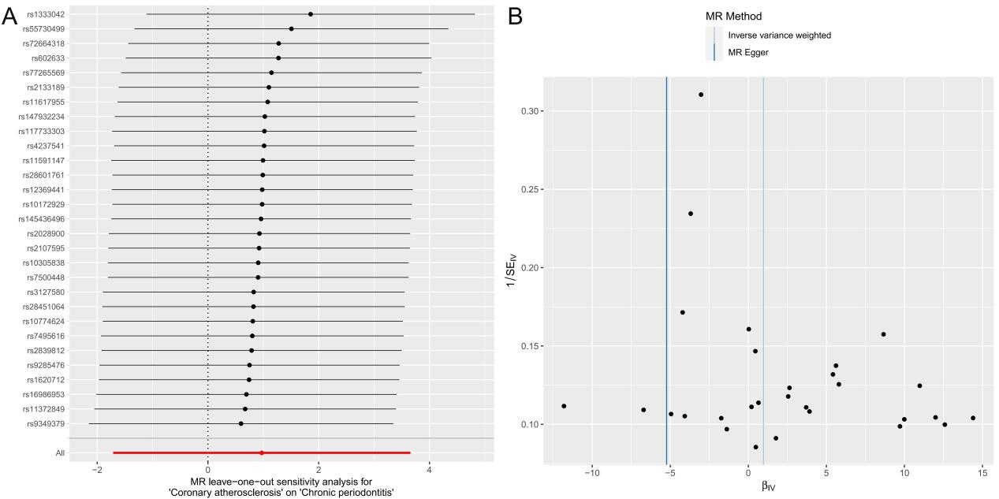 A
rs1333042
rs55730499
rs72664318
rs602633
rs77265569
rs2133189
rs11617955
rs147932234
rs117733303
rs4237541
rs11591147
rs28601761
rs12369441
rs10172929
rs145436496
rs2028900
rs2107595
rs10305838
rs7500448
rs3127580
rs28451064
rs10774624
rs7495616
rs2839812
rs9285476
rs1620712
rs16986953
rs11372849
rs9349379
All
−2 0 2 4
MR leave−one−out sensitivity analysis for
'Coronary atherosclerosis' on 'Chronic periodontitis'
B
MR Method
Inverse variance weighted
MR Egger
0.30
0.25
0.20
0.15
0.10
1/SEIV
−10 −5 0 5 10 15
βIV